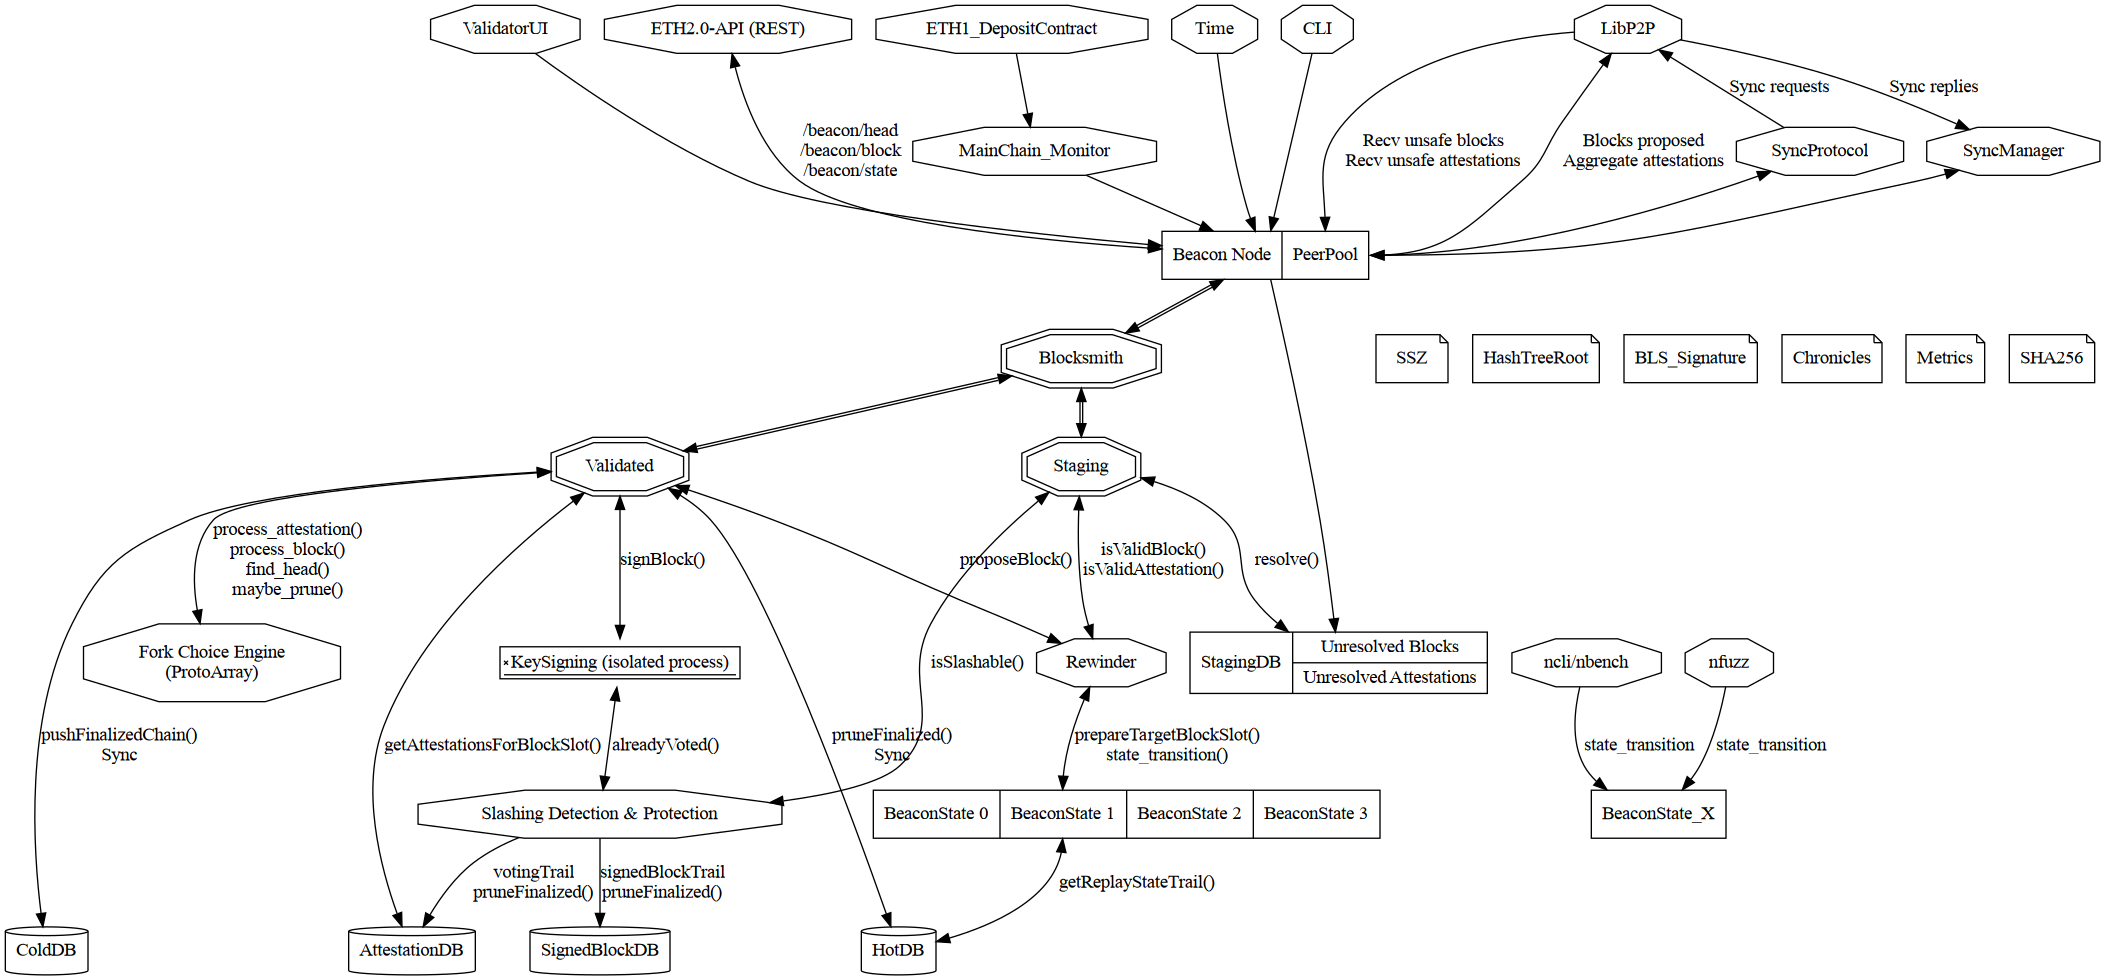 ValidatorUI
ETH2.0-API (REST)
ETH1_DepositContract
Time
CLI
LibP2P
Sync requests
Sync replies
/beacon/head
/beacon/block
/beacon/state
MainChain_Monitor
Recv unsafe blocks
Recv unsafe attestations
Blocks proposed
Aggregate attestations
SyncProtocol
SyncManager
Beacon Node
PeerPool
Blocksmith
SSZ
HashTreeRoot
BLS_Signature
Chronicles
Metrics
SHA256
Validated
Staging
process_attestation()
process_block()
find_head()
maybe_prune()
signBlock()
proposeBlock()
isValidBlock()
isValidAttestation()
resolve()
Fork Choice Engine
(ProtoArray)
KeySigning (isolated process)
isSlashable()
Rewinder
StagingDB
Unresolved Blocks
Unresolved Attestations
ncli/nbench
nfuzz
pushFinalizedChain()
Sync
getAttestationsForBlockSlot()
alreadyVoted()
pruneFinalized()
Sync
prepareTargetBlockSlot()
state_transition()
state_transition
state_transition
Slashing Detection & Protection
BeaconState 0
BeaconState 1
BeaconState 2
BeaconState 3
BeaconState_X
votingTrail
pruneFinalized()
signedBlockTrail
pruneFinalized()
getReplayStateTrail()
ColdDB
AttestationDB
SignedBlockDB
HotDB